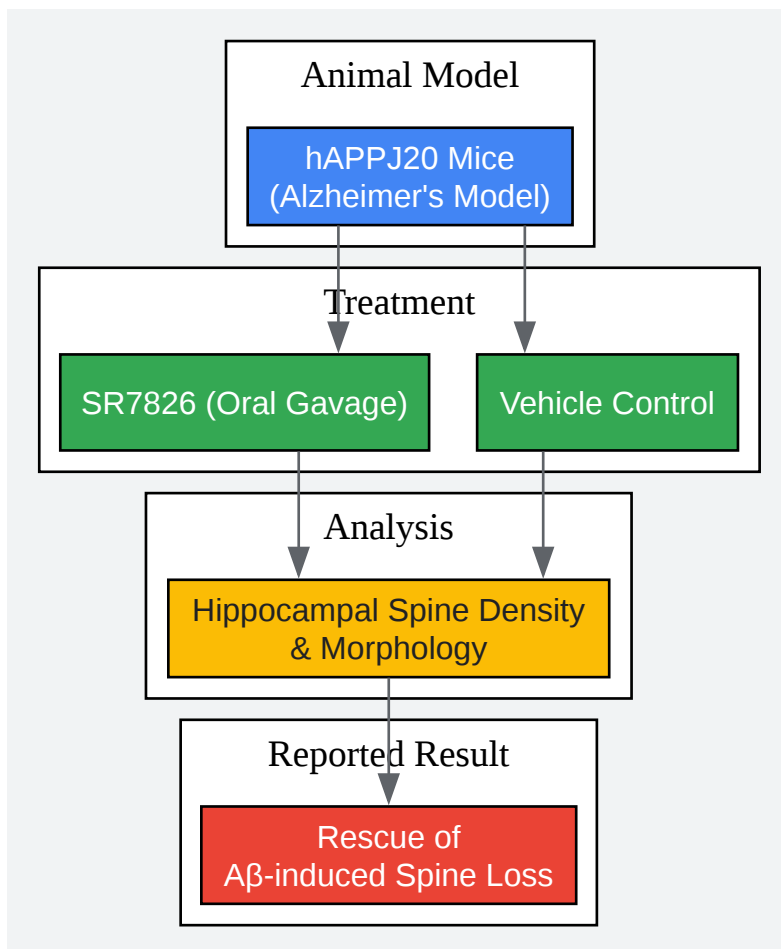 Animal Model
hAPPJ20 Mice
(Alzheimer's Model)
Treatment
SR7826 (Oral Gavage)
Vehicle Control
Analysis
Hippocampal Spine Density
& Morphology
Reported Result
Rescue of
Aβ-induced Spine Loss